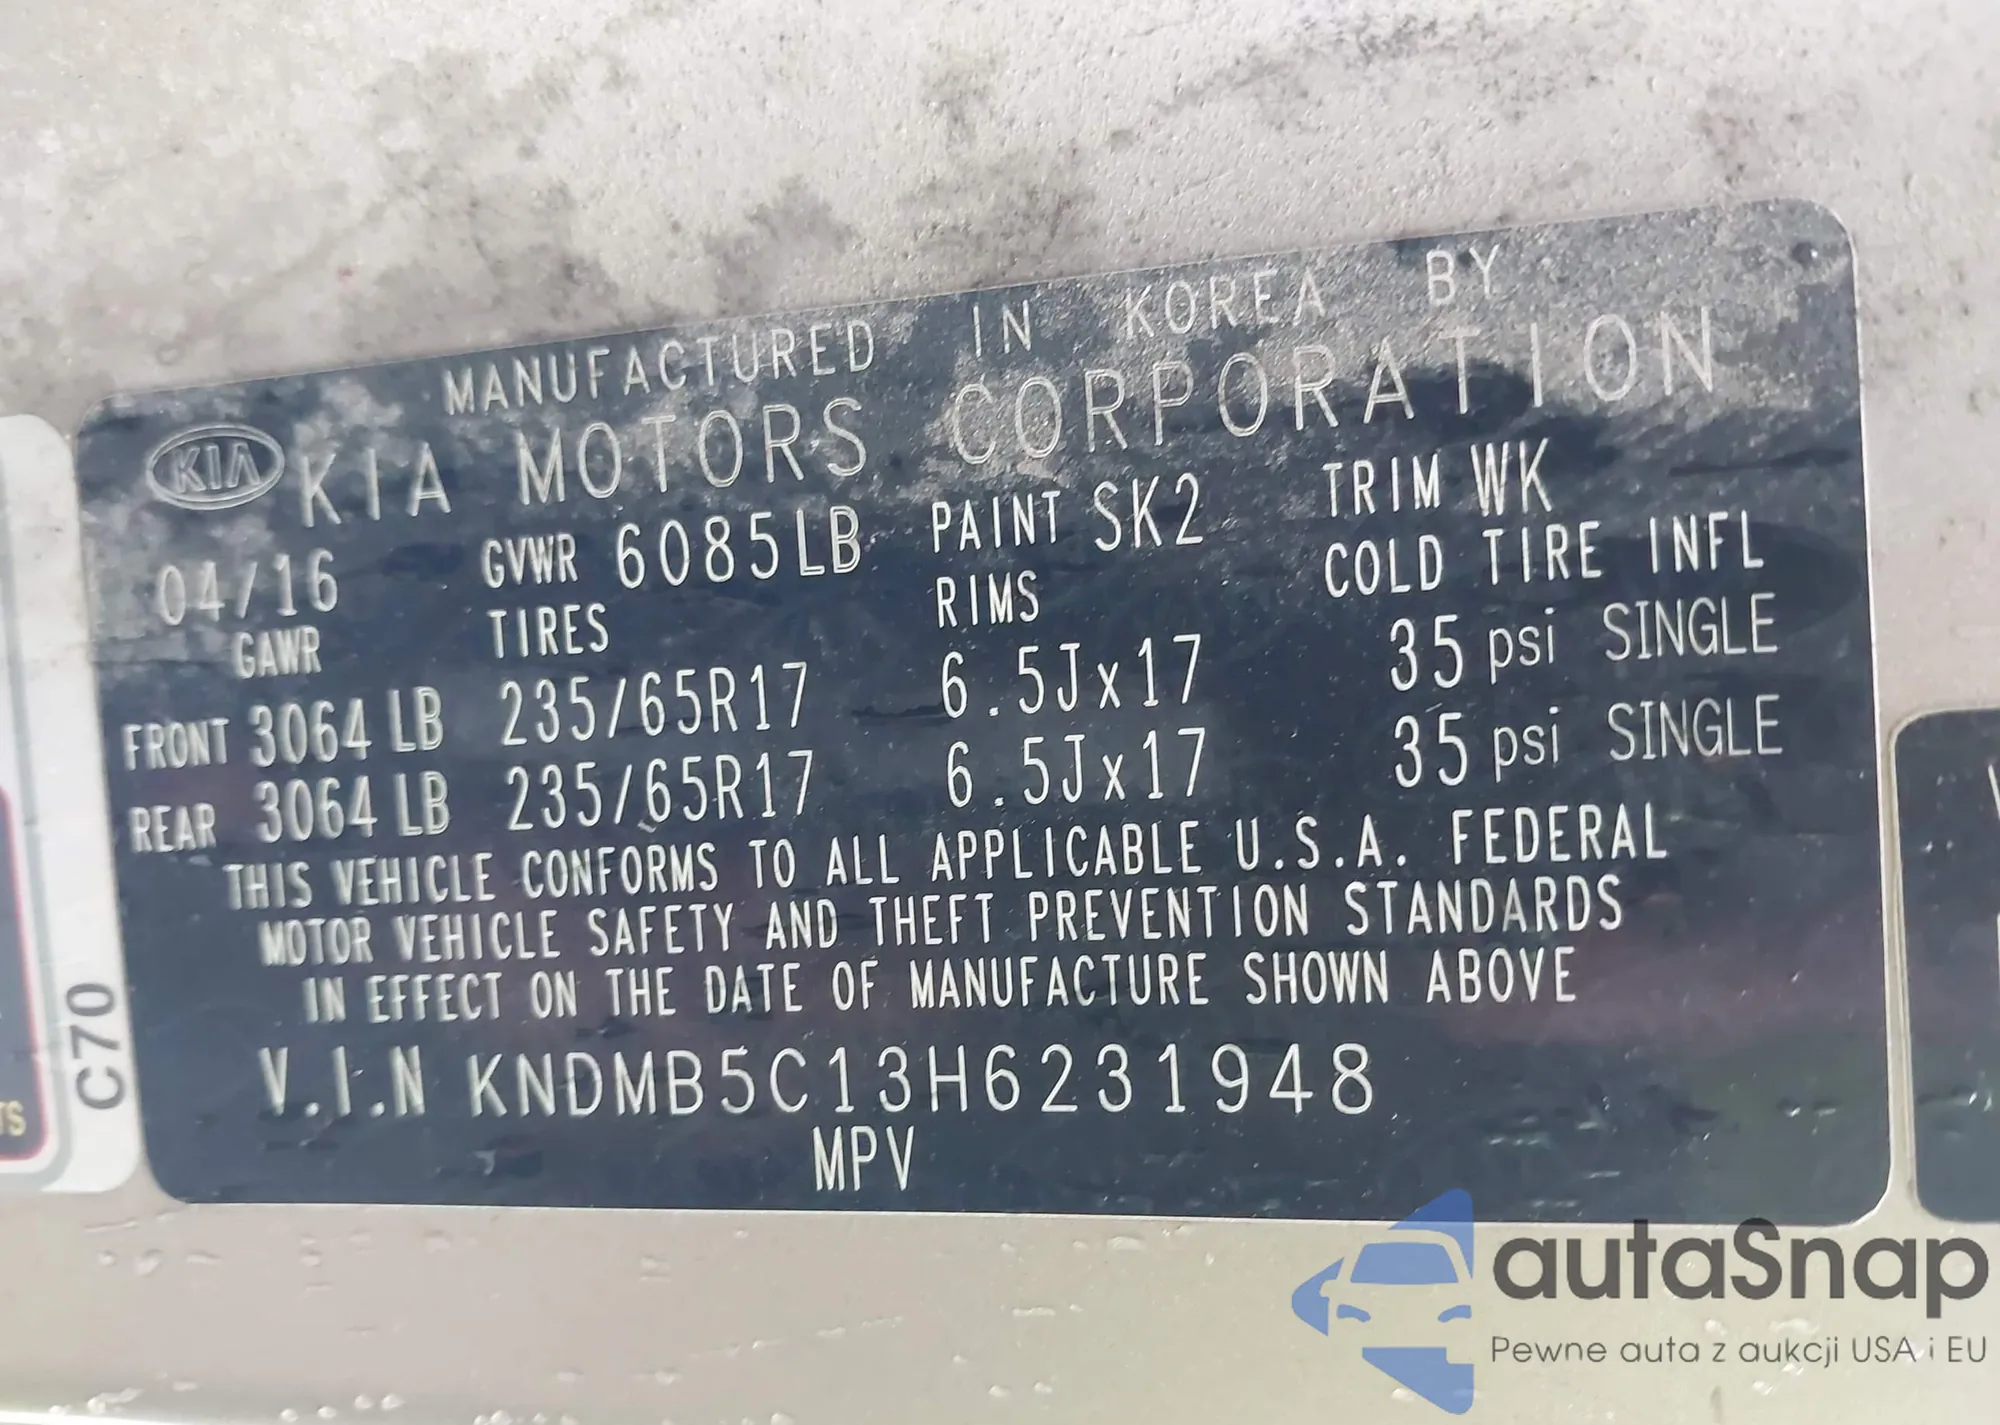 MANUFACTURED IN KOREA BY
KIA KIA MOTORS CORPORATION
04/16 GVWR 6085LB PAINT SK2 TRIM WK
GAWR TIRES RIMS COLD TIRE INFL
FRONT 3064 LB 235/65R17 6.5Jx17 35 psi SINGLE
REAR 3064 LB 235/65R17 6.5Jx17 35 psi SINGLE
THIS VEHICLE CONFORMS TO ALL APPLICABLE U.S.A. FEDERAL
MOTOR VEHICLE SAFETY AND THEFT PREVENTION STANDARDS
IN EFFECT ON THE DATE OF MANUFACTURE SHOWN ABOVE
V.I.N KNDMB5C13H6231948
MPV
C70
TS
autaSnap
Pewne auta z aukcji USA i EU